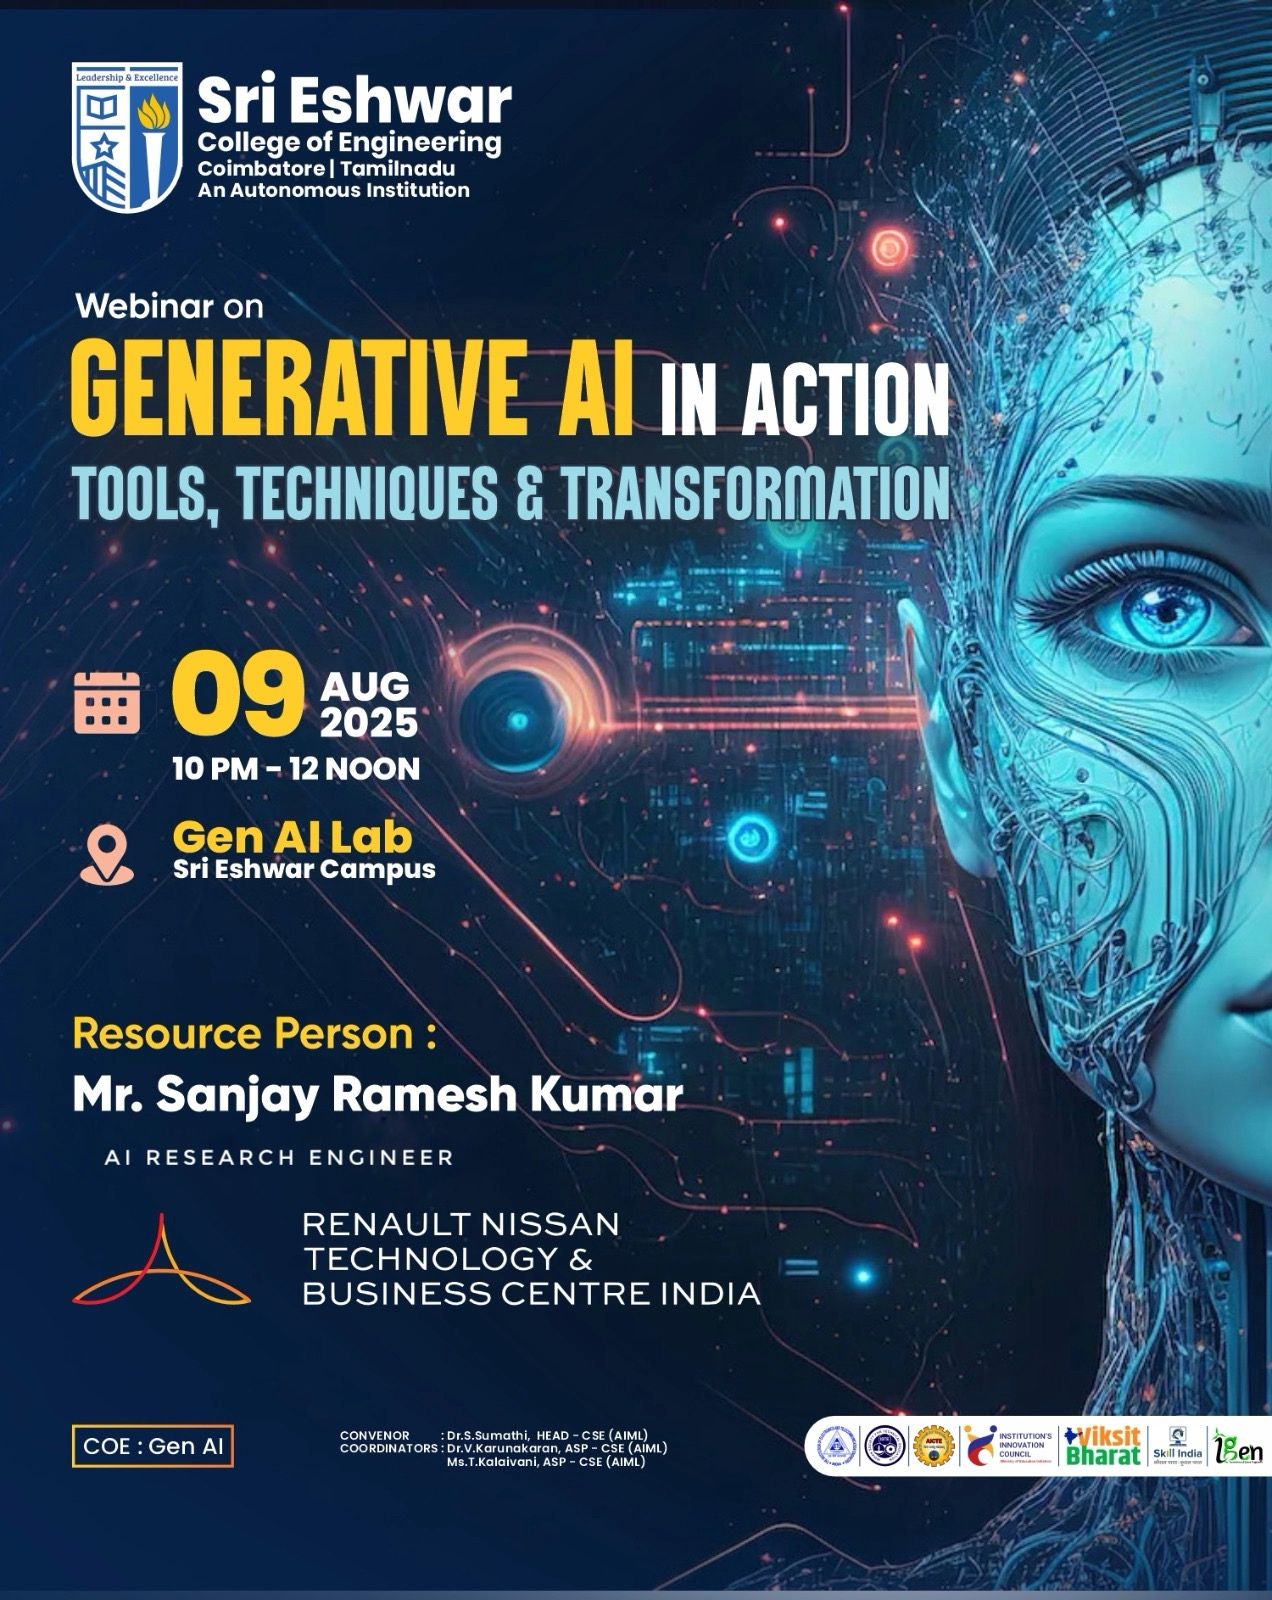 Leadership & Excellence
Sri Eshwar
College of Engineering
Coimbatore | Tamilnadu
An Autonomous Institution
Webinar on
GENERATIVE AI IN ACTION
TOOLS, TECHNIQUES & TRANSFORMATION
09 AUG
2025
10 PM – 12 NOON
Gen AI Lab
Sri Eshwar Campus
Resource Person :
Mr. Sanjay Ramesh Kumar
AI RESEARCH ENGINEER
RENAULT NISSAN
TECHNOLOGY &
BUSINESS CENTRE INDIA
COE : Gen AI
CONVENOR : Dr.S.Sumathi, HEAD - CSE (AIML)
COORDINATORS : Dr.V.Karunakaran, ASP - CSE (AIML)
Ms.T.Kalaivani, ASP - CSE (AIML)
AICTE
INSTITUTION'S
INNOVATION
COUNCIL
Viksit
Bharat
Skill India
igen